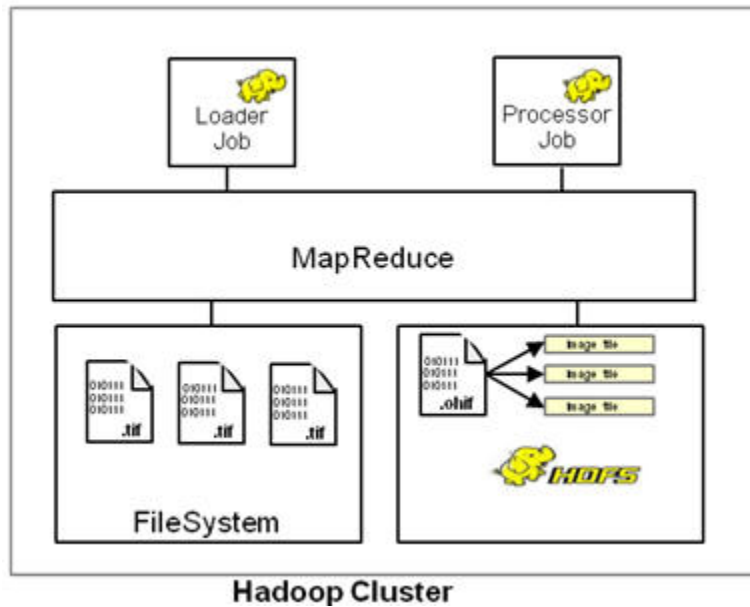 Loader
Job
Processor
Job
MapReduce
010111
010111
010111
.tif
010111
010111
010111
.tif
010111
010111
010111
.tif
FileSystem
010111
010111
010111
.ohif
Image file
Image file
Image file
HDFS
Hadoop Cluster